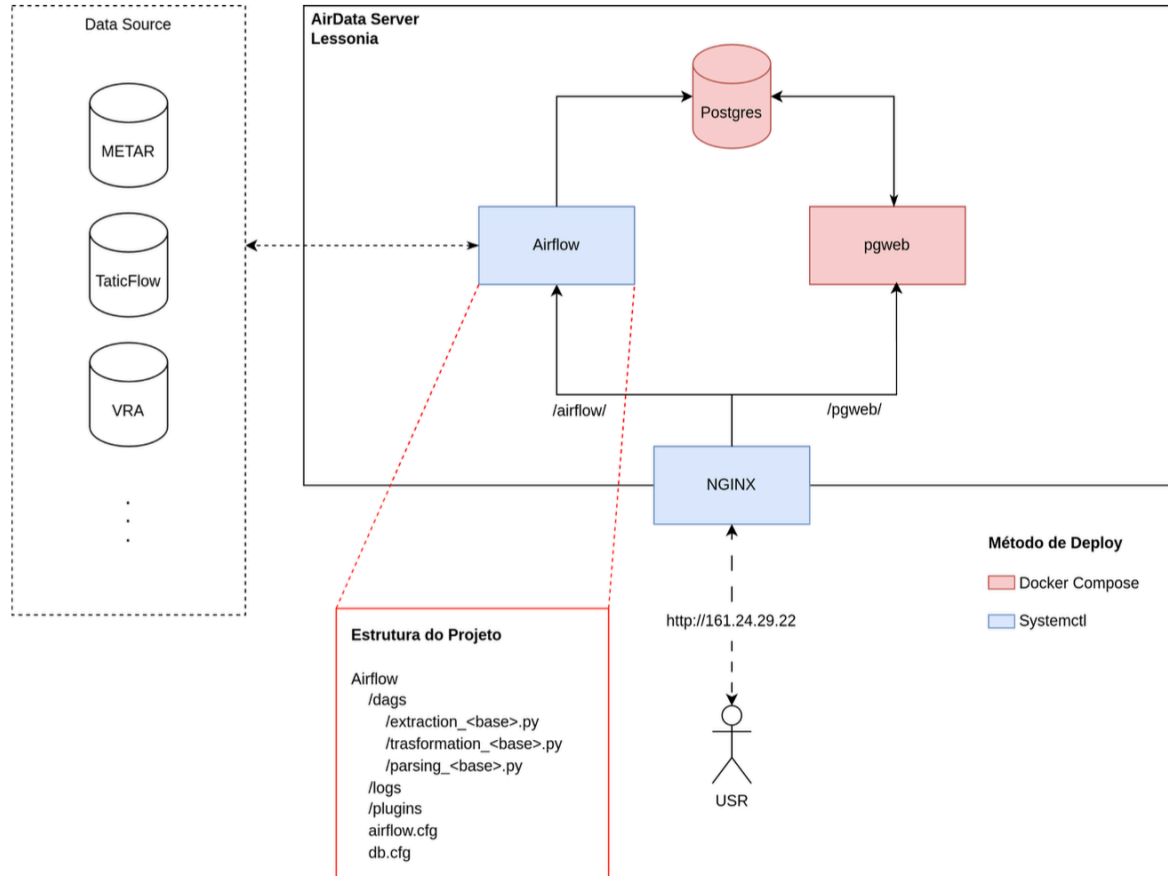 Data Source
METAR
TaticFlow
VRA
.
.
.
AirData Server
Lessonia
Postgres
Airflow
pgweb
/airflow/
/pgweb/
NGINX
http://161.24.29.22
USR
Método de Deploy
Docker Compose
Systemctl
Estrutura do Projeto
Airflow
/dags
/extraction_<base>.py
/trasformation_<base>.py
/parsing_<base>.py
/logs
/plugins
airflow.cfg
db.cfg